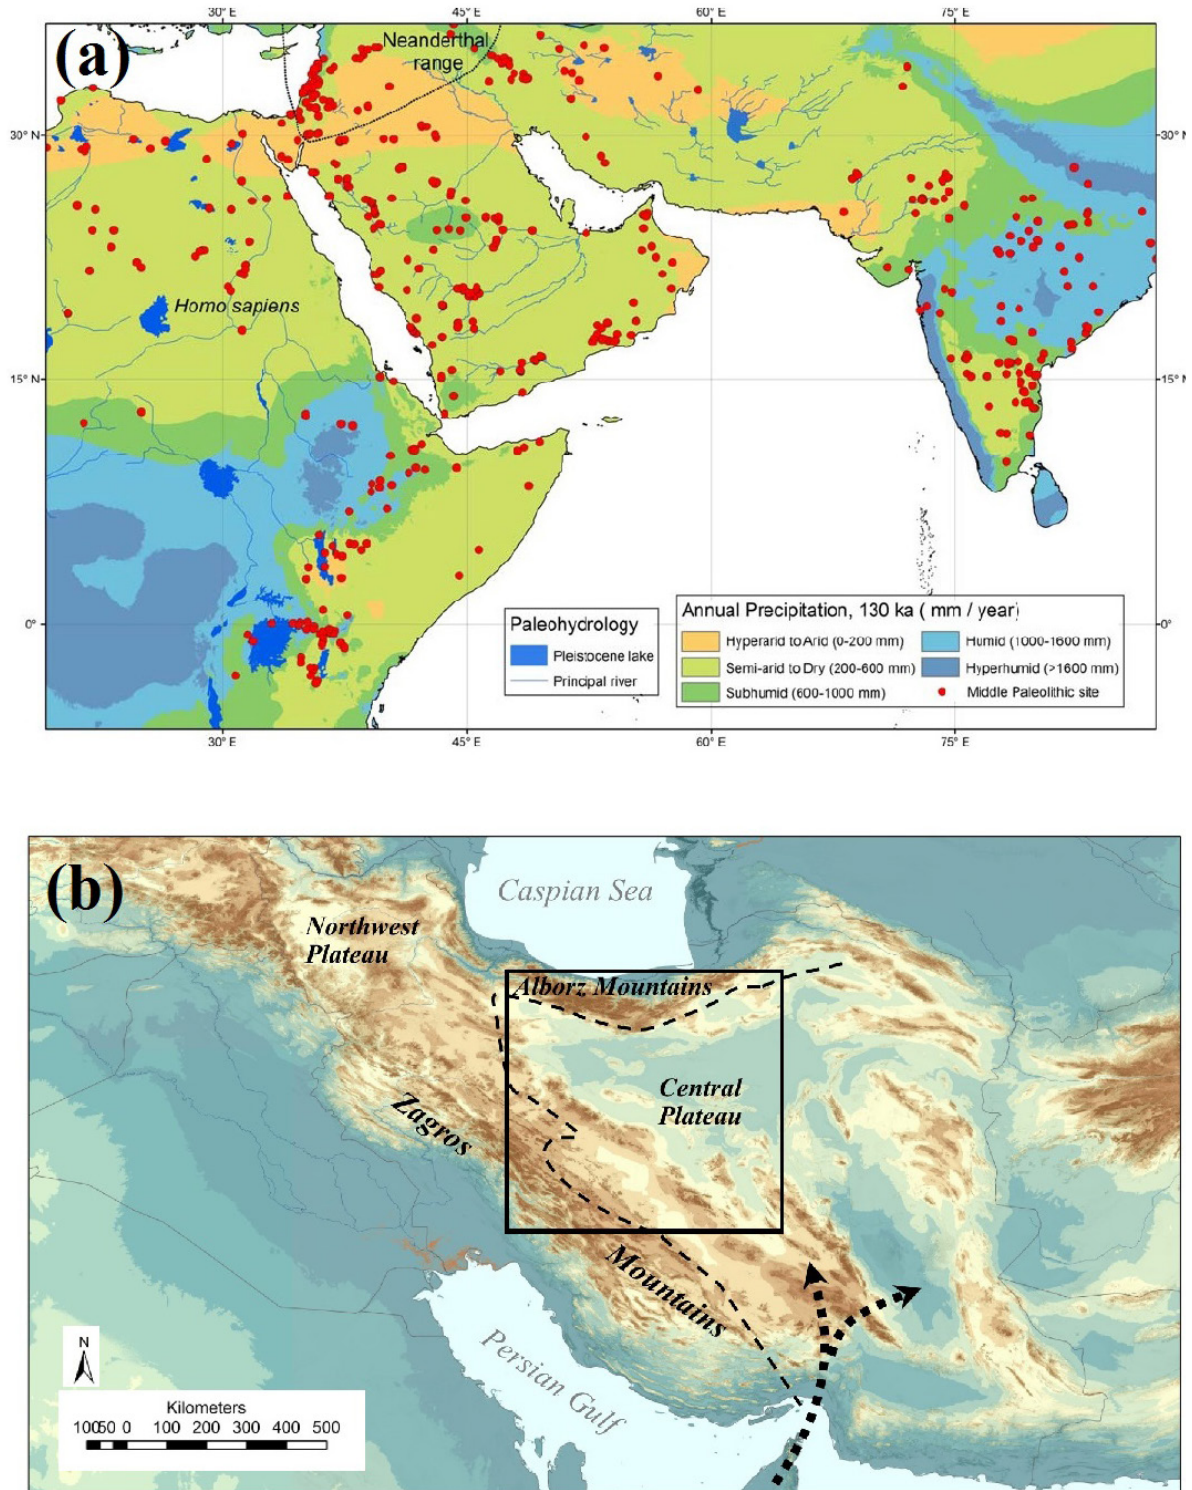 (a)
30° E
45° E
60° E
75° E
Neanderthal
range
30° N
30° N
Homo sapiens
15° N
15° N
0°
0°
Paleohydrology
Pleistocene lake
Principal river
Annual Precipitation, 130 ka ( mm / year)
Hyperarid to Arid (0-200 mm)
Semi-arid to Dry (200-600 mm)
Subhumid (600-1000 mm)
Humid (1000-1600 mm)
Hyperhumid (>1600 mm)
Middle Paleolithic site
30° E
45° E
60° E
75° E
(b)
Caspian Sea
Northwest
Plateau
Alborz Mountains
Central
Plateau
Zagros
Mountains
Persian Gulf
N
Kilometers
100 50 0 100 200 300 400 500